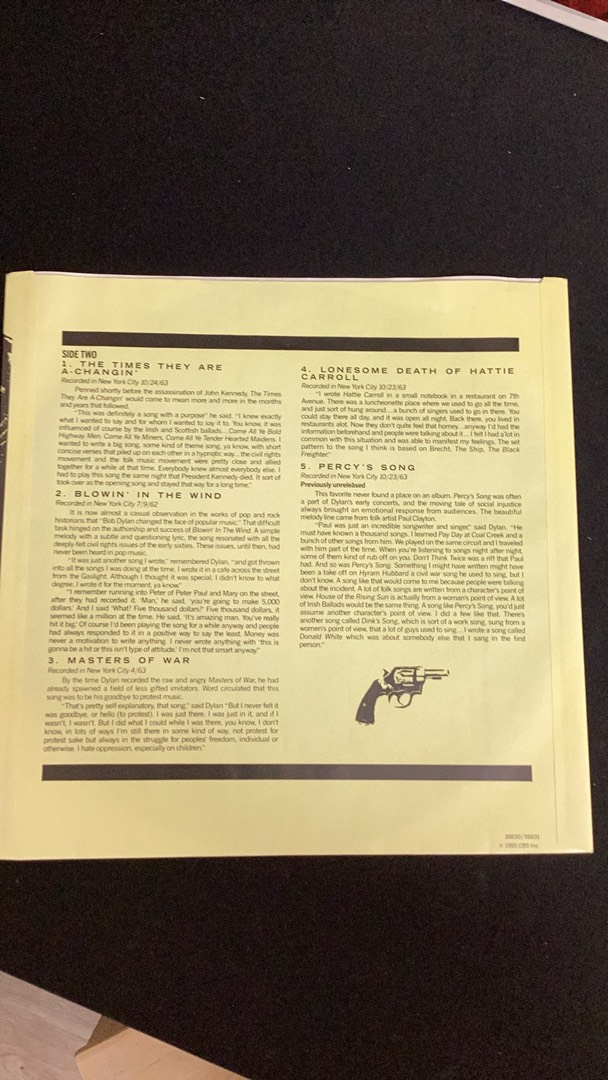 SIDE TWO
1. THE TIMES THEY ARE
A-CHANGIN'
Recorded in New York City 10/24/63
Penned shortly before the assassination of John Kennedy, The Times
They Are A-Changin' would come to mean more and more in the months
and years that followed.
"This was definitely a song with a purpose" he said. "I knew exactly
what I wanted to say and for whom I wanted to say it to. You know, it was
influenced of course by the Irish and Scottish ballads...Come All Ye Bold
Highway Men, Come All Ye Miners, Come All Ye Tender Hearted Maidens. I
wanted to write a big song, some kind of theme song, ya know, with short
concise verses that piled up on each other in a hypnotic way...the civil rights
movement and the folk music movement were pretty close and allied
together for a while at that time. Everybody knew almost everybody else. I
had to play this song the same night that President Kennedy died. It sort of
took over as the opening song and stayed that way for a long time."
2. BLOWIN' IN THE WIND
Recorded in New York City 7/9/62
It is now almost a casual observation in the works of pop and rock
historians that "Bob Dylan changed the face of popular music." That difficult
task hinged on the authorship and success of Blowin' In The Wind. A simple
melody with a subtle and questioning lyric, the song resonated with all the
deeply-felt civil rights issues of the early sixties. These issues, until then, had
never been heard in pop music.
"It was just another song I wrote," remembered Dylan, "and got thrown
into all the songs I was doing at the time. I wrote it in a cafe across the street
from the Gaslight. Although I thought it was special, I didn't know to what
degree, I wrote it for the moment, ya know."
"I remember running into Peter of Peter Paul and Mary on the street,
after they had recorded it. 'Man,' he said, 'you're going to make 5,000
dollars.' And I said 'What? Five thousand dollars?' Five thousand dollars, it
seemed like a million at the time. He said, 'It's amazing man. You've really
hit it big.' Of course I'd been playing the song for a while anyway and people
had always responded to it in a positive way to say the least. Money was
never a motivation to write anything. I never wrote anything with 'this is
gonna be a hit or this isn't type of attitude.' I'm not that smart anyway."
3. MASTERS OF WAR
Recorded in New York City 4/63
By the time Dylan recorded the raw and angry Masters of War, he had
already spawned a field of less gifted imitators. Word circulated that this
song was to be his goodbye to protest music.
"That's pretty self explanatory, that song," said Dylan "But I never felt it
was goodbye, or hello (to protest). I was just there. I was just in it, and if I
wasn't, I wasn't. But I did what I could while I was there, you know, I don't
know, in lots of ways I'm still there in some kind of way, not protest for
protest sake but always in the struggle for peoples' freedom, individual or
otherwise. I hate oppression, especially on children."
4. LONESOME DEATH OF HATTIE
CARROLL
Recorded in New York City 10/23/63
"I wrote Hattie Carroll in a small notebook in a restaurant on 7th
Avenue. There was a luncheonette place where we used to go all the time,
and just sort of hung around...a bunch of singers used to go in there. You
could stay there all day, and it was open all night. Back there, you lived in
restaurants alot. Now they don't quite feel that homey...anyway I'd had the
information beforehand and people were talking about it... I felt I had a lot in
common with this situation and was able to manifest my feelings. The set
pattern to the song I think is based on Brecht, The Ship, The Black
Freighter."
5. PERCY'S SONG
Recorded in New York City 10/23/63
Previously unreleased
This favorite never found a place on an album. Percy's Song was often
a part of Dylan's early concerts, and the moving tale of social injustice
always brought an emotional response from audiences. The beautiful
melody line came from folk artist Paul Clayton.
"Paul was just an incredible songwriter and singer," said Dylan. "He
must have known a thousand songs. I learned Pay Day at Coal Creek and a
bunch of other songs from him. We played on the same circuit and I traveled
with him part of the time. When you're listening to songs night after night,
some of them kind of rub off on you. Don't Think Twice was a riff that Paul
had. And so was Percy's Song. Something I might have written might have
been a take off on Hyram Hubbard a civil war song he used to sing, but I
don't know. A song like that would come to me because people were talking
about the incident. A lot of folk songs are written from a character's point of
view. House of the Rising Sun is actually from a woman's point of view. A lot
of Irish Ballads would be the same thing. A song like Percy's Song, you'd just
assume another character's point of view. I did a few like that. There's
another song called Dink's Song, which is sort of a work song, sung from a
women's point of view, that a lot of guys used to sing...I wrote a song called
Donald White which was about somebody else that I sang in the first
person."
38830/38831
© 1985 CBS Inc.